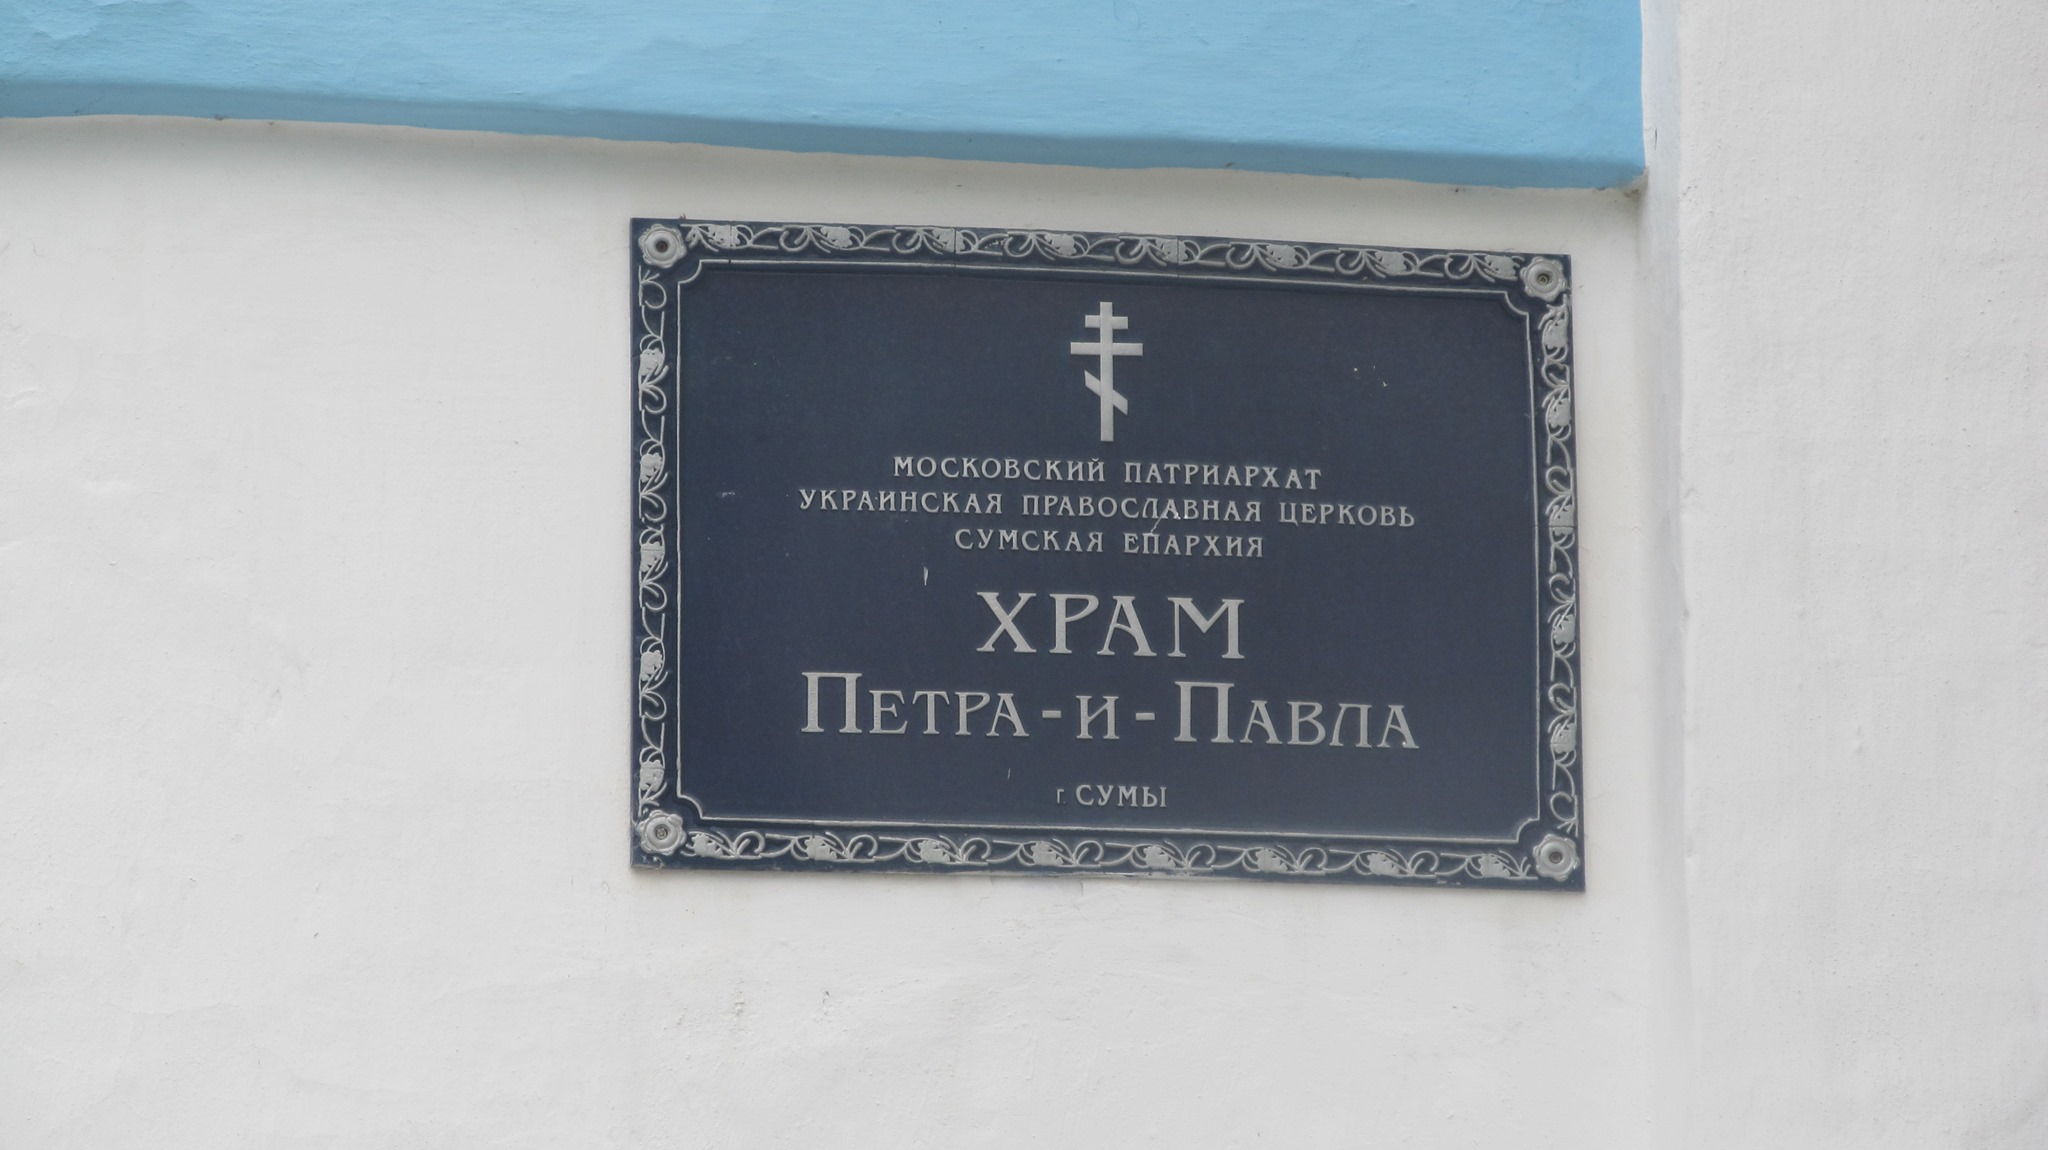 МОСКОВСКИЙ ПАТРИАРХАТ
УКРАИНСКАЯ ПРАВОСЛАВНАЯ ЦЕРКОВЬ
СУМСКАЯ ЕПАРХИЯ
ХРАМ
ПЕТРА-И-ПАВЛА
г. СУМЫ